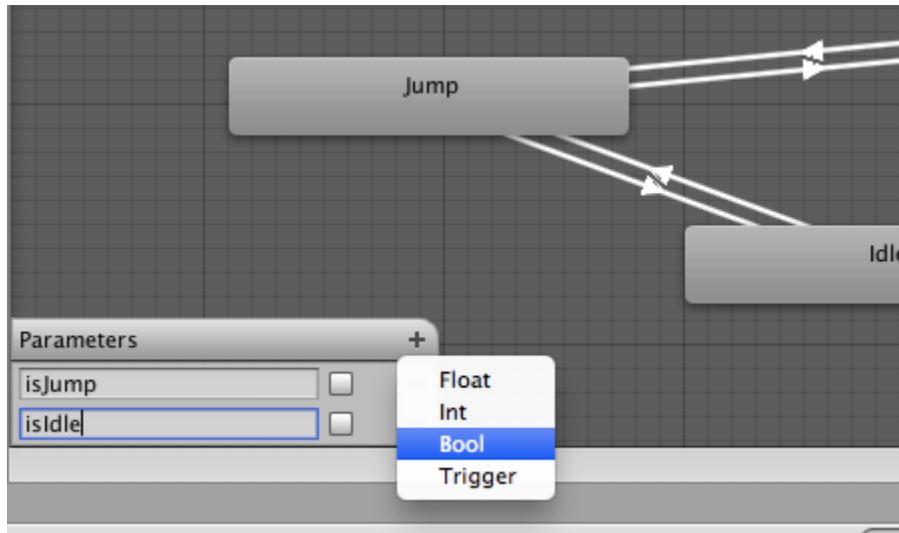 Jump
Idle
Parameters
+
isJump
isIdle
Float
Int
Bool
Trigger